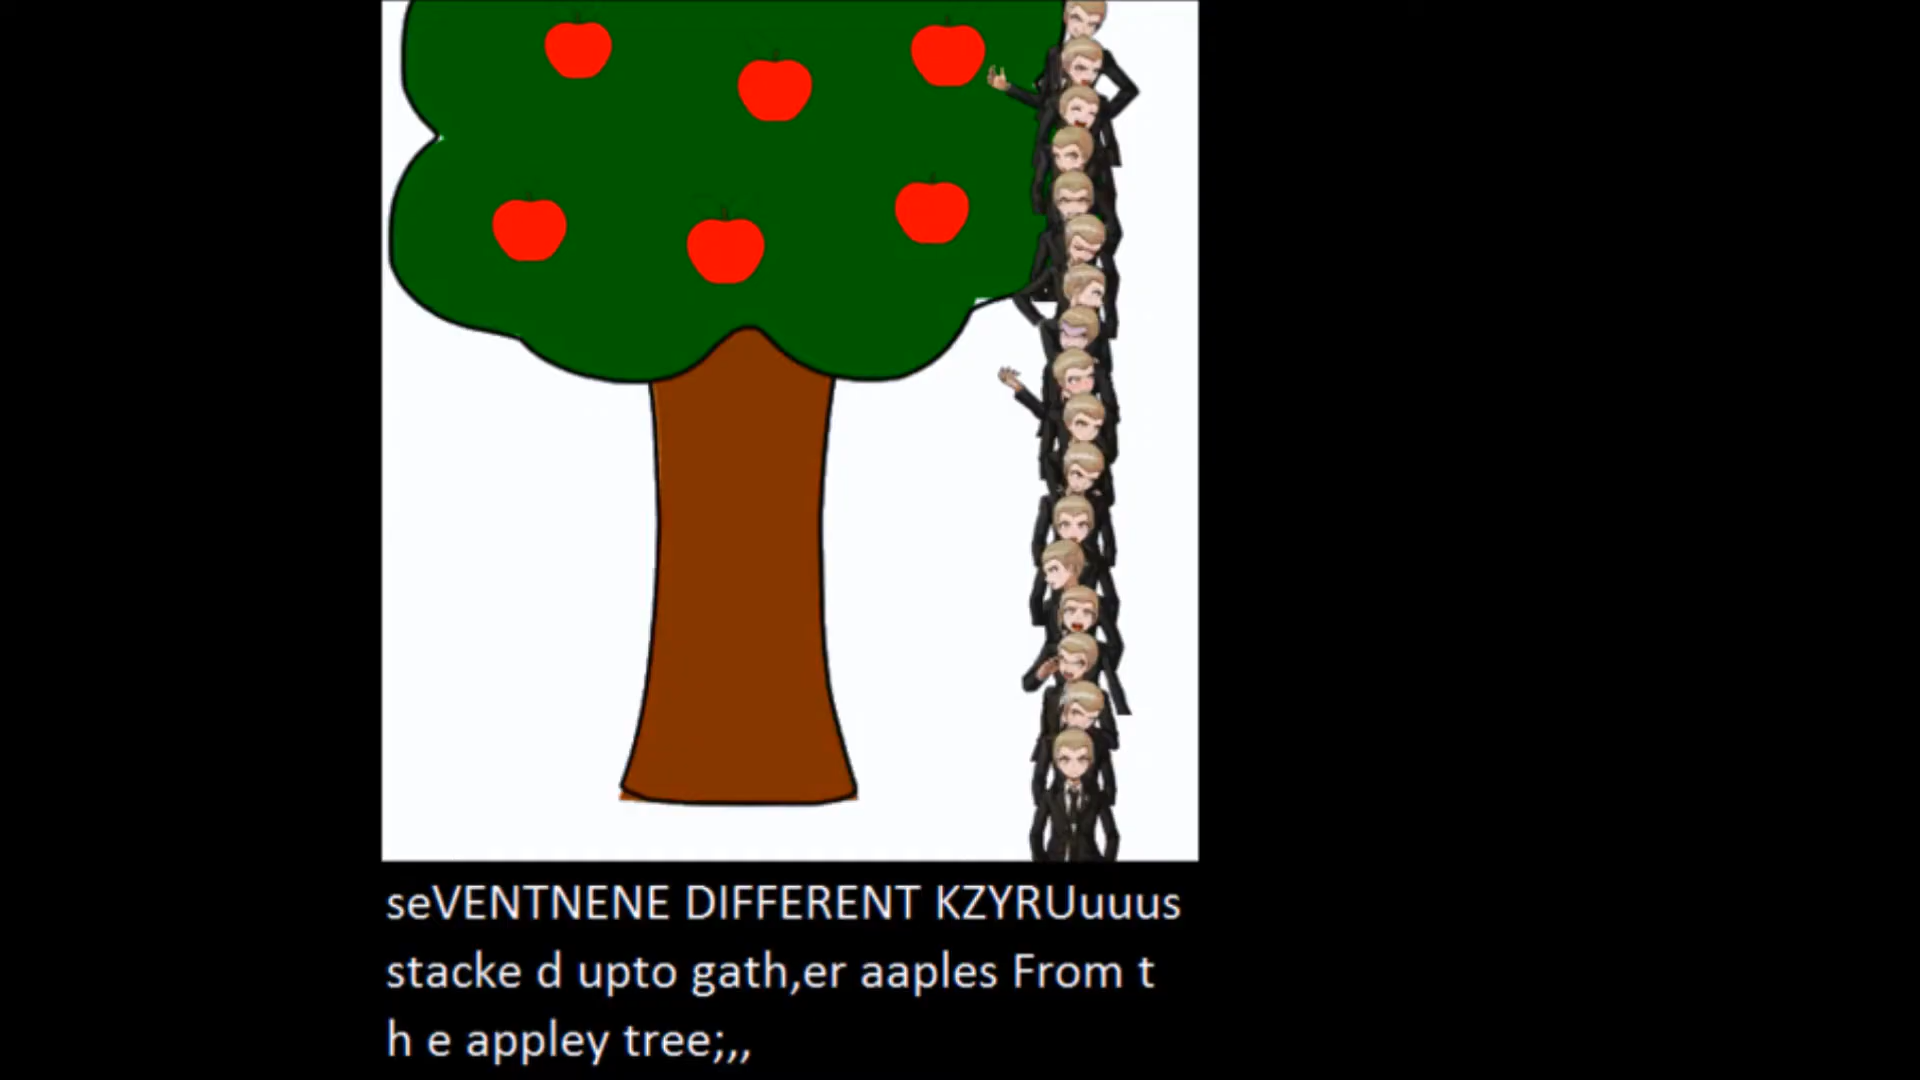 seVENTNENE DIFFERENT KZYRUuuus
stacke d upto gath,er aaples From t
h e appley tree;,,